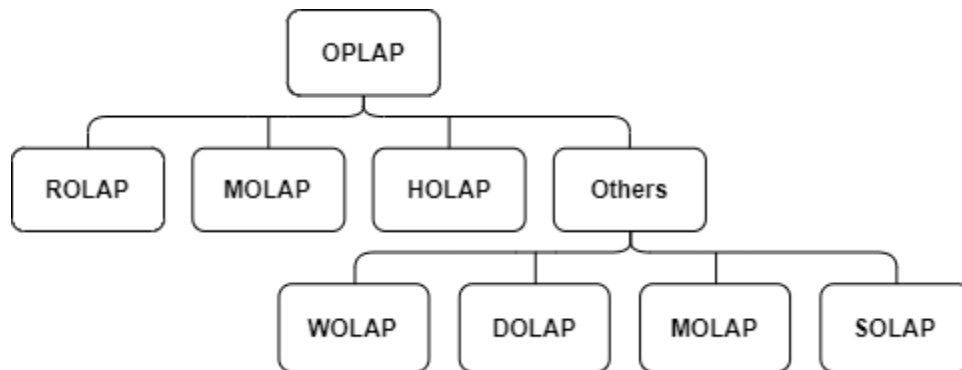 OPLAP
ROLAP
MOLAP
HOLAP
Others
WOLAP
DOLAP
MOLAP
SOLAP